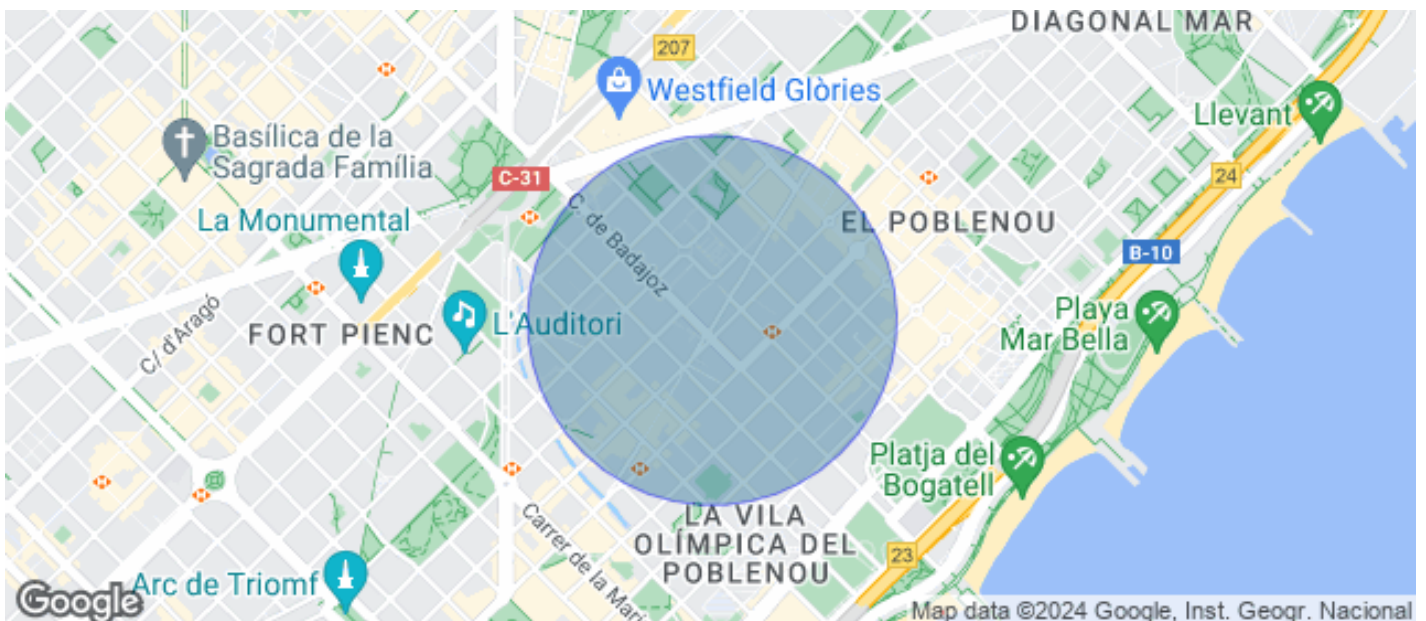 DIAGONAL MAR
207
Westfield Glòries
Llevant
Basílica de la
Sagrada Família
C-31
24
La Monumental
C. de Badajoz
EL POBLENOU
B-10
C/ d'Aragó
FORT PIENC
L'Auditori
Playa
Mar Bella
Platja del
Bogatell
LA VILA
OLÍMPICA DEL
POBLENOU
23
Carrer de la Mari
Arc de Triomf
Google
Map data ©2024 Google, Inst. Geogr. Nacional